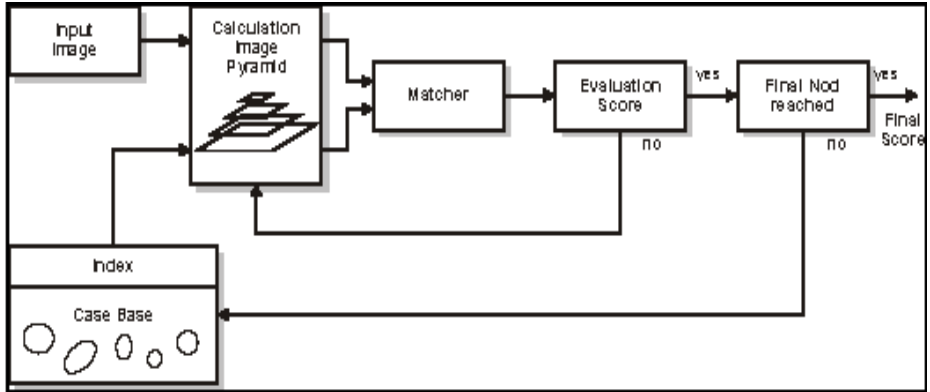 Input
Image
Calculation
Image
Pyramid
Matcher
Evaluation
Score
yes
no
Final Nod
reached
yes
no
Final
Score
Index
Case Base